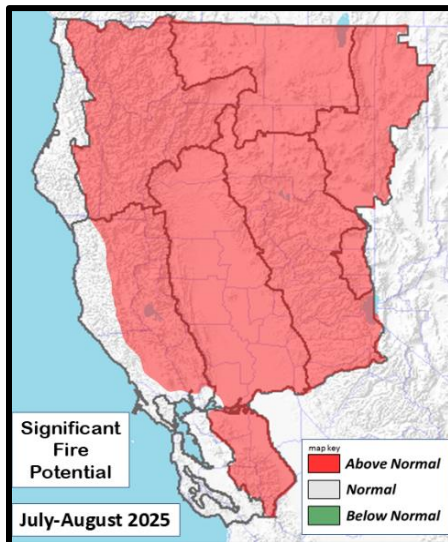 Significant
Fire
Potential
July-August 2025
map key
Above Normal
Normal
Below Normal